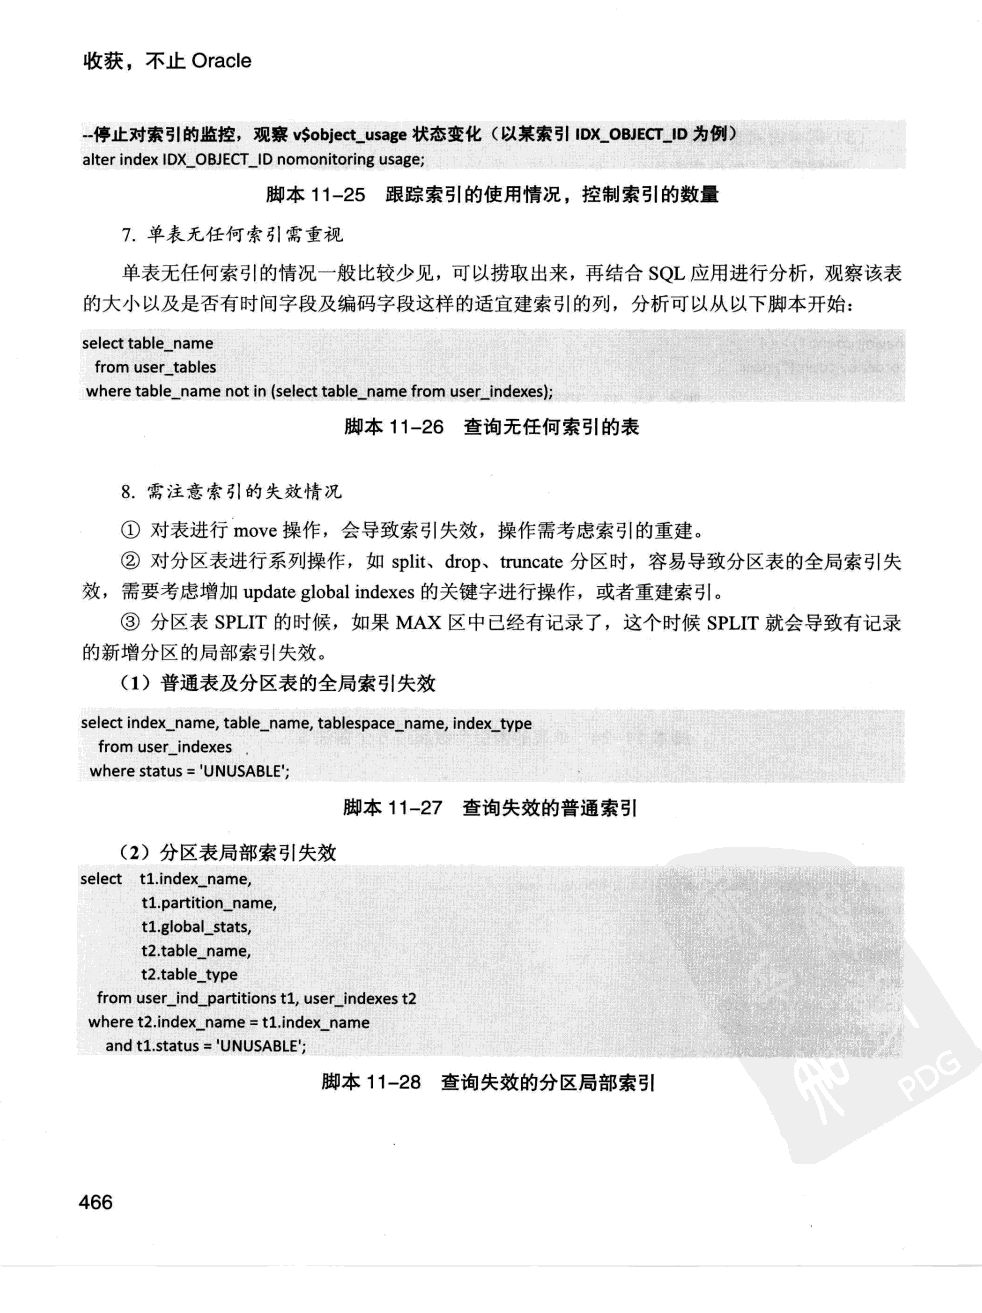 收获，不止 Oracle
--停止对索引的监控，观察 v$object_usage 状态变化（以某索引 IDX_OBJECT_ID 为例）
alter index IDX_OBJECT_ID nomonitoring usage;
脚本 11-25 跟踪索引的使用情况，控制索引的数量
7. 单表无任何索引需重视
单表无任何索引的情况一般比较少见，可以捞取出来，再结合 SQL 应用进行分析，观察该表
的大小以及是否有时间字段及编码字段这样的适宜建索引的列，分析可以从以下脚本开始：
select table_name
from user_tables
where table_name not in (select table_name from user_indexes);
脚本 11-26 查询无任何索引的表
8. 需注意索引的失效情况
① 对表进行 move 操作，会导致索引失效，操作需考虑索引的重建。
② 对分区表进行系列操作，如 split、drop、truncate 分区时，容易导致分区表的全局索引失
效，需要考虑增加 update global indexes 的关键字进行操作，或者重建索引。
③ 分区表 SPLIT 的时候，如果 MAX 区中已经有记录了，这个时候 SPLIT 就会导致有记录
的新增分区的局部索引失效。
（1）普通表及分区表的全局索引失效
select index_name, table_name, tablespace_name, index_type
from user_indexes
where status = 'UNUSABLE';
脚本 11-27 查询失效的普通索引
（2）分区表局部索引失效
select t1.index_name,
t1.partition_name,
t1.global_stats,
t2.table_name,
t2.table_type
from user_ind_partitions t1, user_indexes t2
where t2.index_name = t1.index_name
and t1.status = 'UNUSABLE';
脚本 11-28 查询失效的分区局部索引
PDG
466